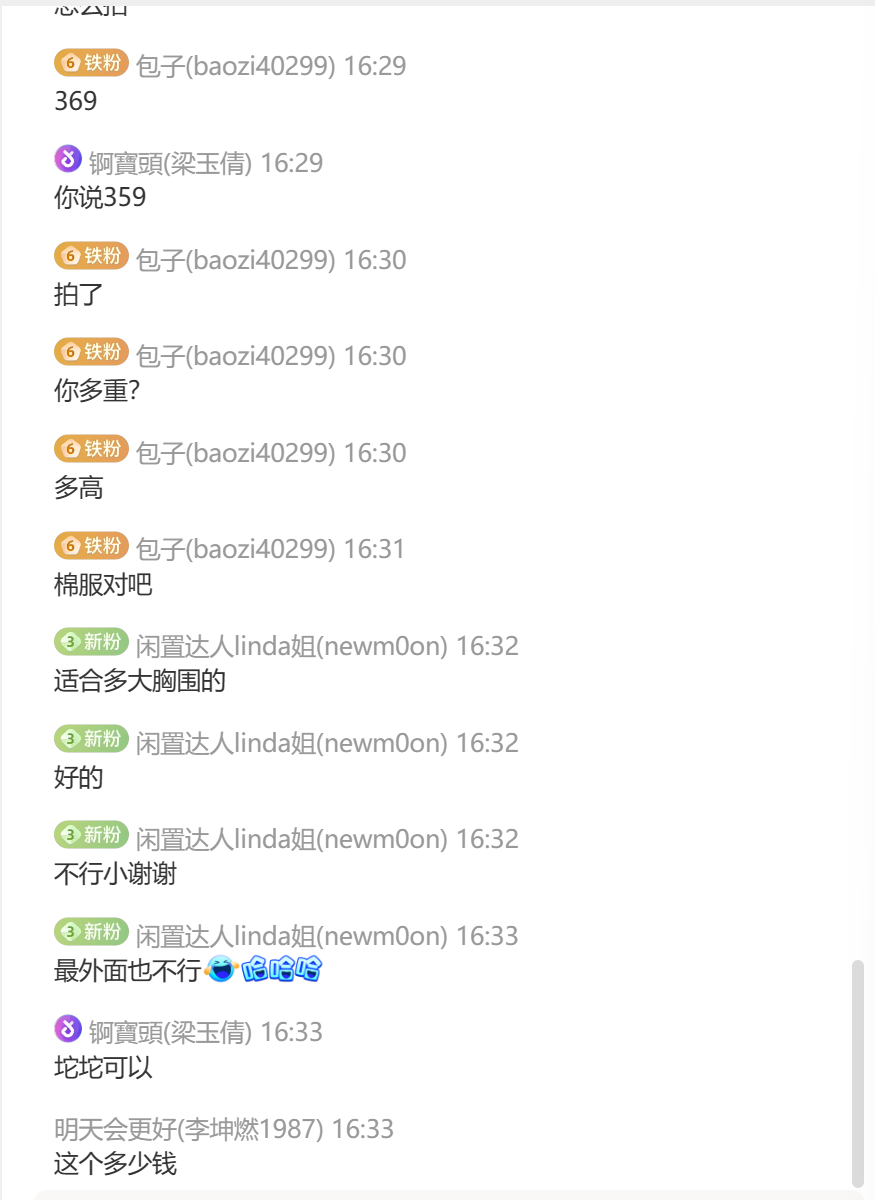 怎么拍
6 铁粉 包子(baozi40299) 16:29
369
锕寶頭(梁玉倩) 16:29
你说359
6 铁粉 包子(baozi40299) 16:30
拍了
6 铁粉 包子(baozi40299) 16:30
你多重?
6 铁粉 包子(baozi40299) 16:30
多高
6 铁粉 包子(baozi40299) 16:31
棉服对吧
3 新粉 闲置达人linda姐(newm0on) 16:32
适合多大胸围的
3 新粉 闲置达人linda姐(newm0on) 16:32
好的
3 新粉 闲置达人linda姐(newm0on) 16:32
不行小谢谢
3 新粉 闲置达人linda姐(newm0on) 16:33
最外面也不行 哈哈哈
锕寶頭(梁玉倩) 16:33
坨坨可以
明天会更好(李坤燃1987) 16:33
这个多少钱